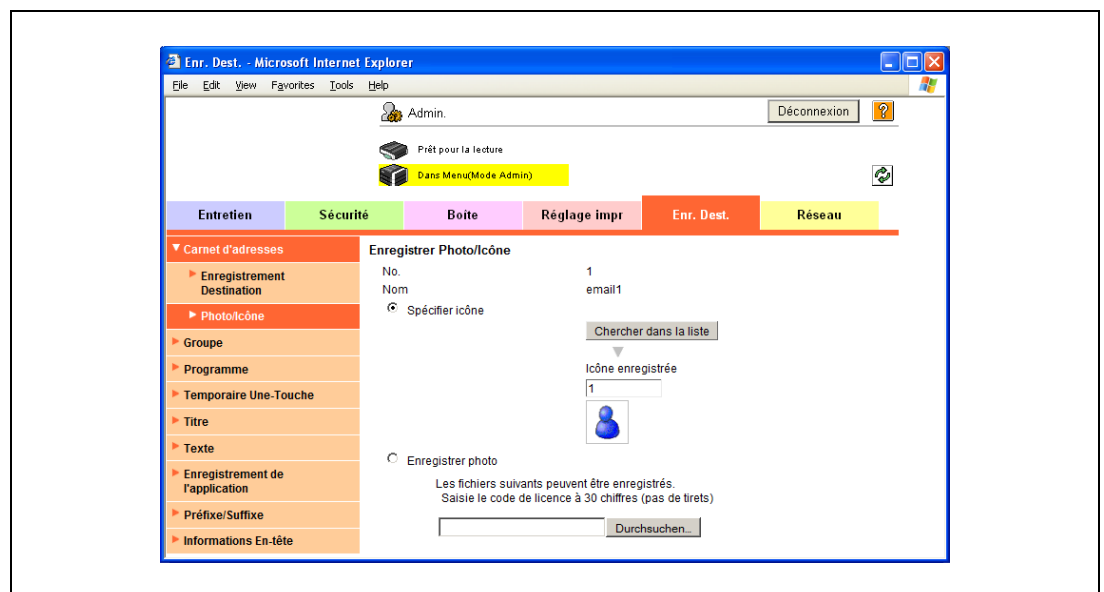 Enr. Dest. - Microsoft Internet Explorer
File Edit View Favorites Tools Help
Admin.
Déconnexion
?
Prêt pour la lecture
Dans Menu(Mode Admin)
Entretien Sécurité Boîte Réglage impr Enr. Dest. Réseau
Carnet d'adresses
Enregistrement
Destination
Photo/Icône
Groupe
Programme
Temporaire Une-Touche
Titre
Texte
Enregistrement de
l'application
Préfixe/Suffixe
Informations En-tête
Enregistrer Photo/Icône
No. 1
Nom email1
Spécifier icône
Chercher dans la liste
Icône enregistrée
1
Enregistrer photo
Les fichiers suivants peuvent être enregistrés.
Saisie le code de licence à 30 chiffres (pas de tirets)
Durchsuchen...